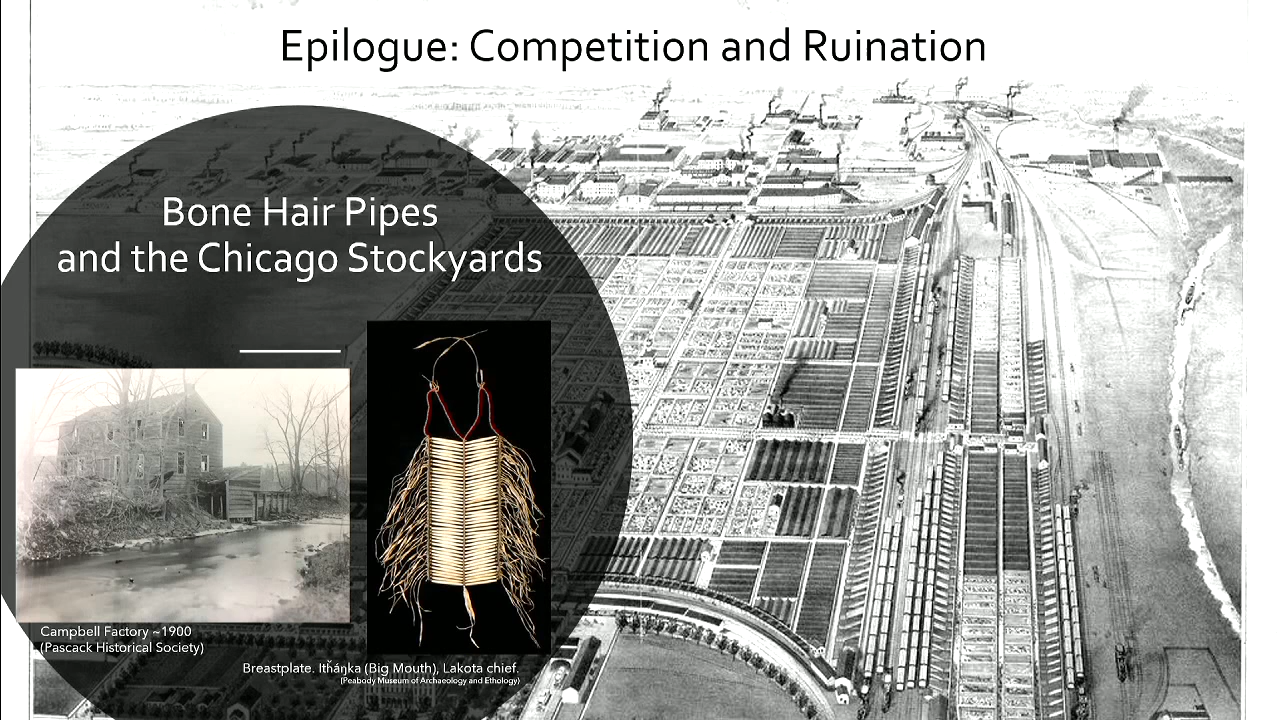 Epilogue: Competition and Ruination
Bone Hair Pipes
and the Chicago Stockyards
Campbell Factory ~1900
(Pascack Historical Society)
Breastplate. Itȟáŋka (Big Mouth), Lakota chief.
(Peabody Museum of Archaeology and Ethology)